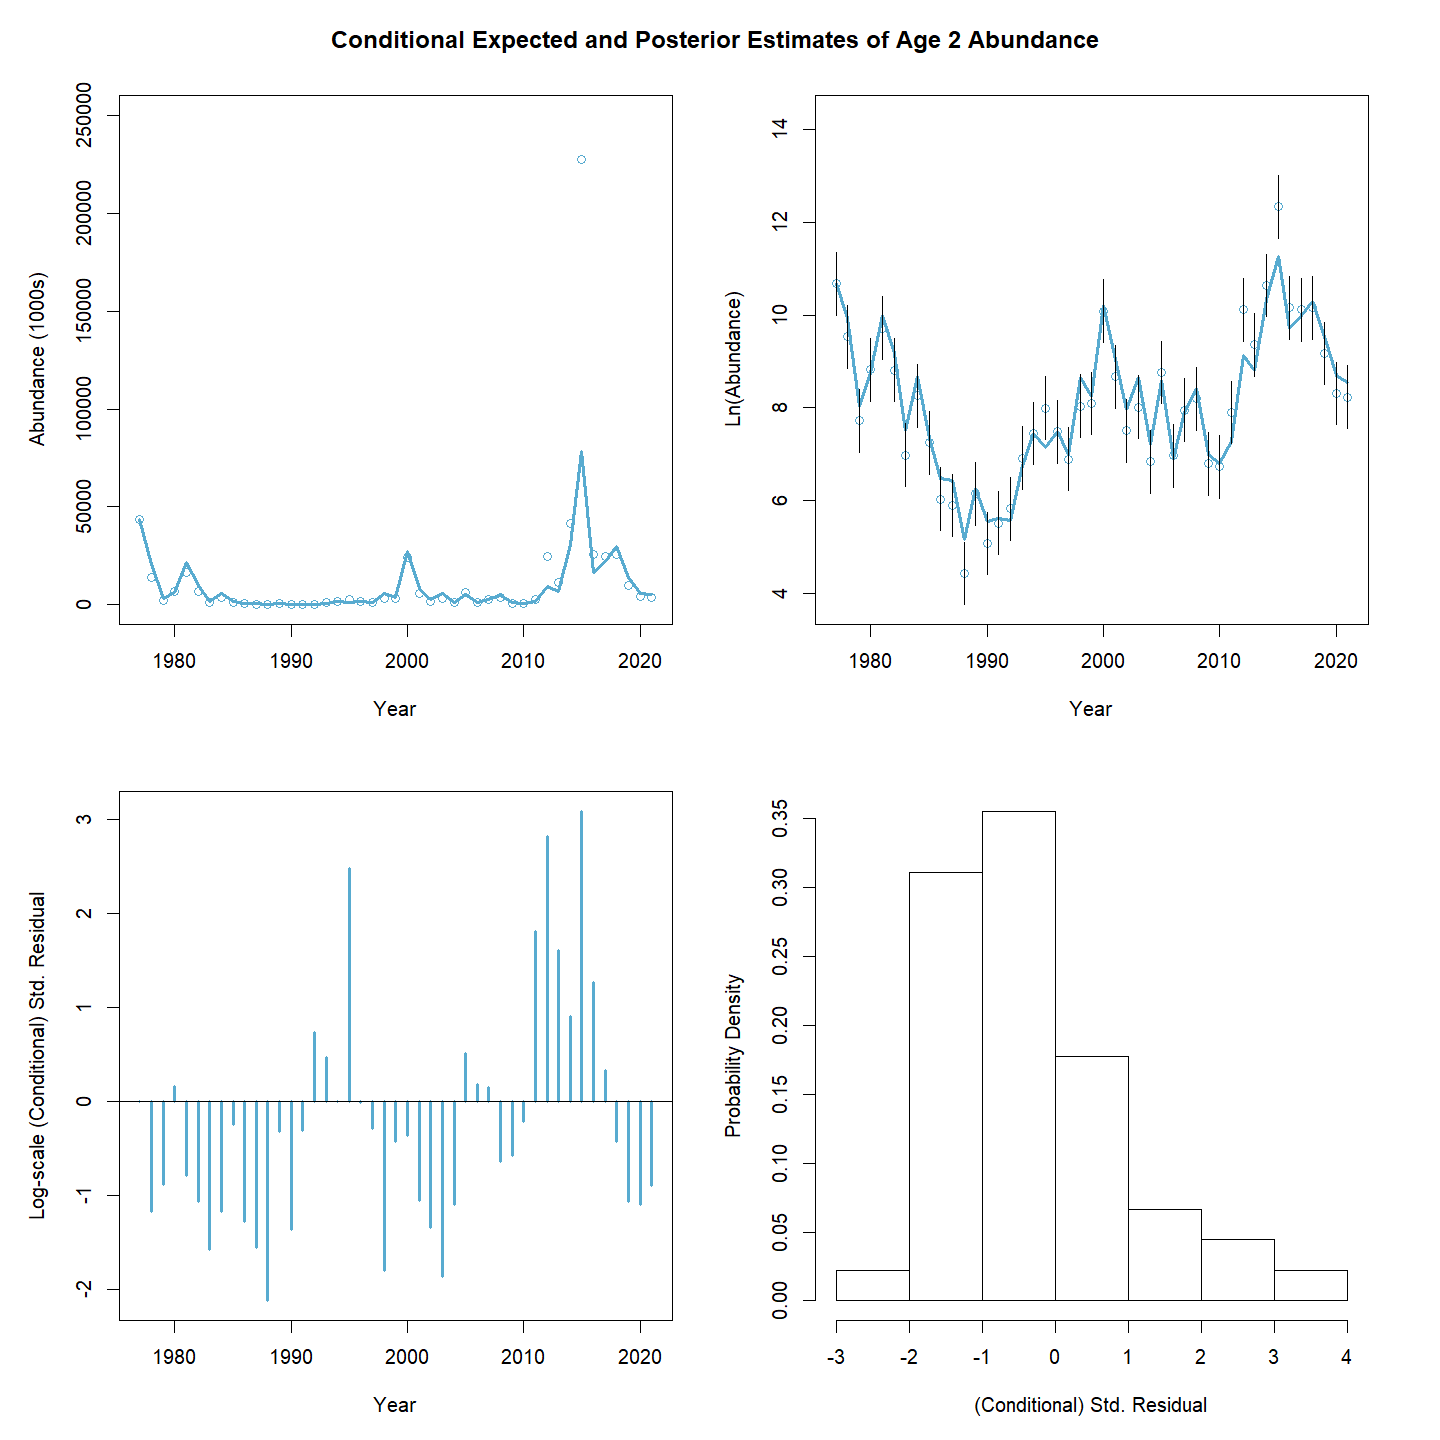 Conditional Expected and Posterior Estimates of Age 2 Abundance
Abundance (1000s)
250000
200000
150000
100000
50000
0
1980 1990 2000 2010 2020
Year
Ln(Abundance)
14
12
10
8
6
4
1980 1990 2000 2010 2020
Year
Log-scale (Conditional) Std. Residual
3
2
1
0
-1
-2
1980 1990 2000 2010 2020
Year
Probability Density
0.35
0.30
0.25
0.20
0.15
0.10
0.05
0.00
-3 -2 -1 0 1 2 3 4
(Conditional) Std. Residual